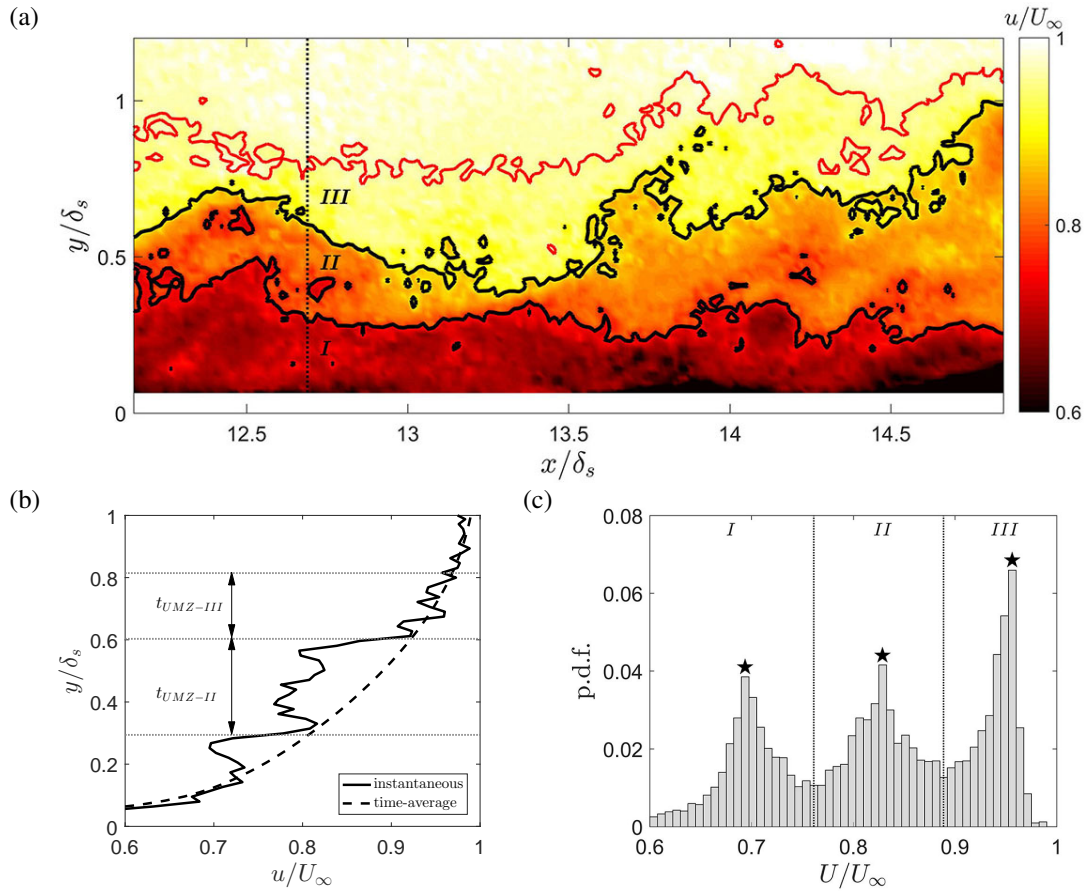 (a)
u/U∞
1
0.8
0.6
y/δs
1
0.5
0
III
II
I
12.5 13 13.5 14 14.5
x/δs
(b)
y/δs
1
0.8
0.6
0.4
0.2
0
tUMZ−III
tUMZ−II
instantaneous
time-average
0.6 0.7 0.8 0.9 1
u/U∞
(c)
p.d.f.
0.08
0.06
0.04
0.02
0
I II III
★ ★ ★
0.6 0.7 0.8 0.9 1
U/U∞